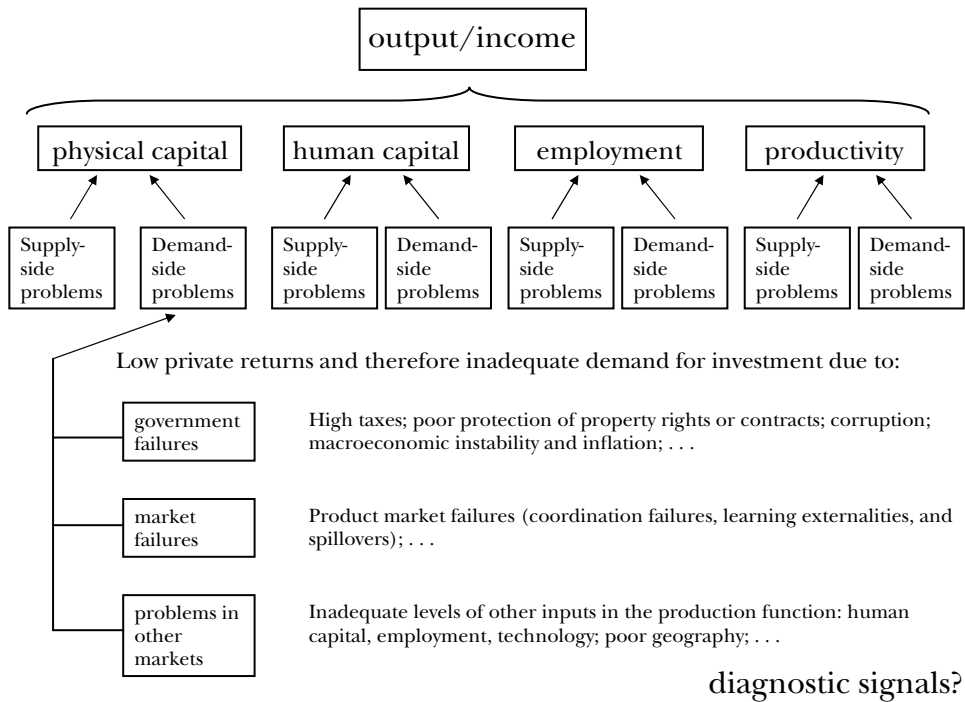 output/income
physical capital
human capital
employment
productivity
Supply-
side
problems
Demand-
side
problems
Supply-
side
problems
Demand-
side
problems
Supply-
side
problems
Demand-
side
problems
Supply-
side
problems
Demand-
side
problems
Low private returns and therefore inadequate demand for investment due to:
government
failures
High taxes; poor protection of property rights or contracts; corruption;
macroeconomic instability and inflation; . . .
market
failures
Product market failures (coordination failures, learning externalities, and
spillovers); . . .
problems in
other
markets
Inadequate levels of other inputs in the production function: human
capital, employment, technology; poor geography; . . .
diagnostic signals?